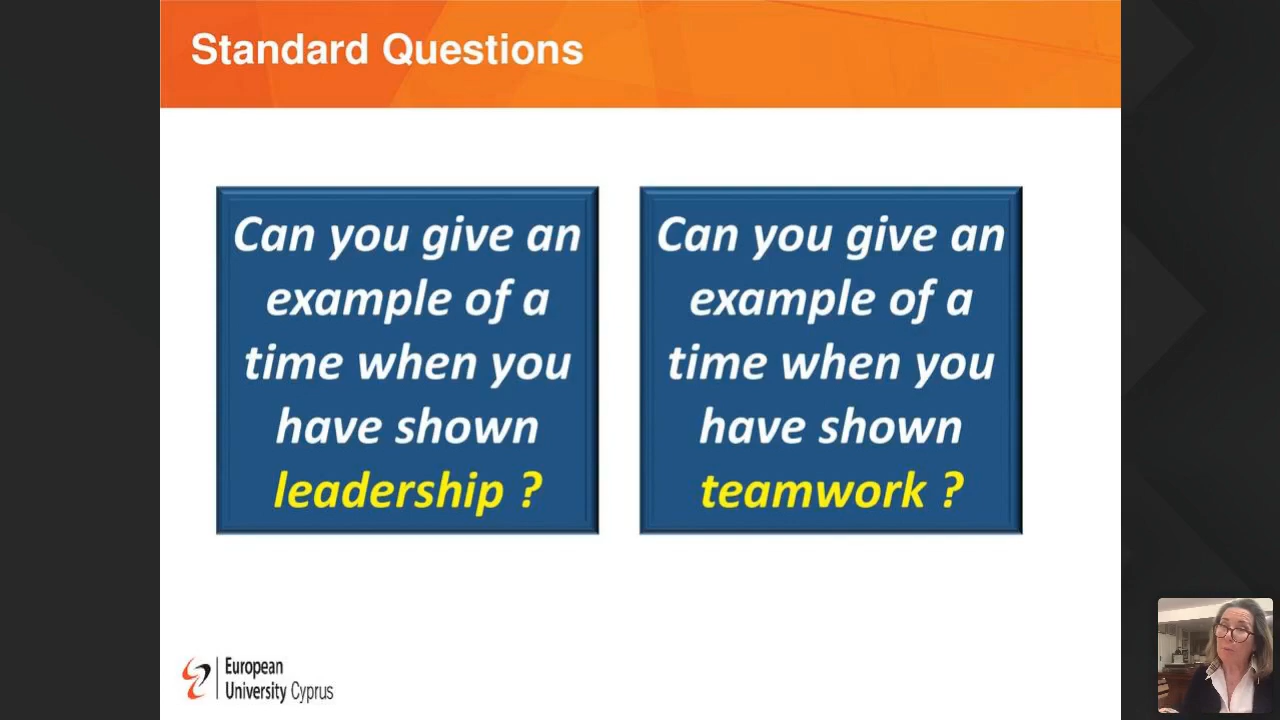 Standard Questions
Can you give an
example of a
time when you
have shown
leadership ?
Can you give an
example of a
time when you
have shown
teamwork ?
European
University Cyprus